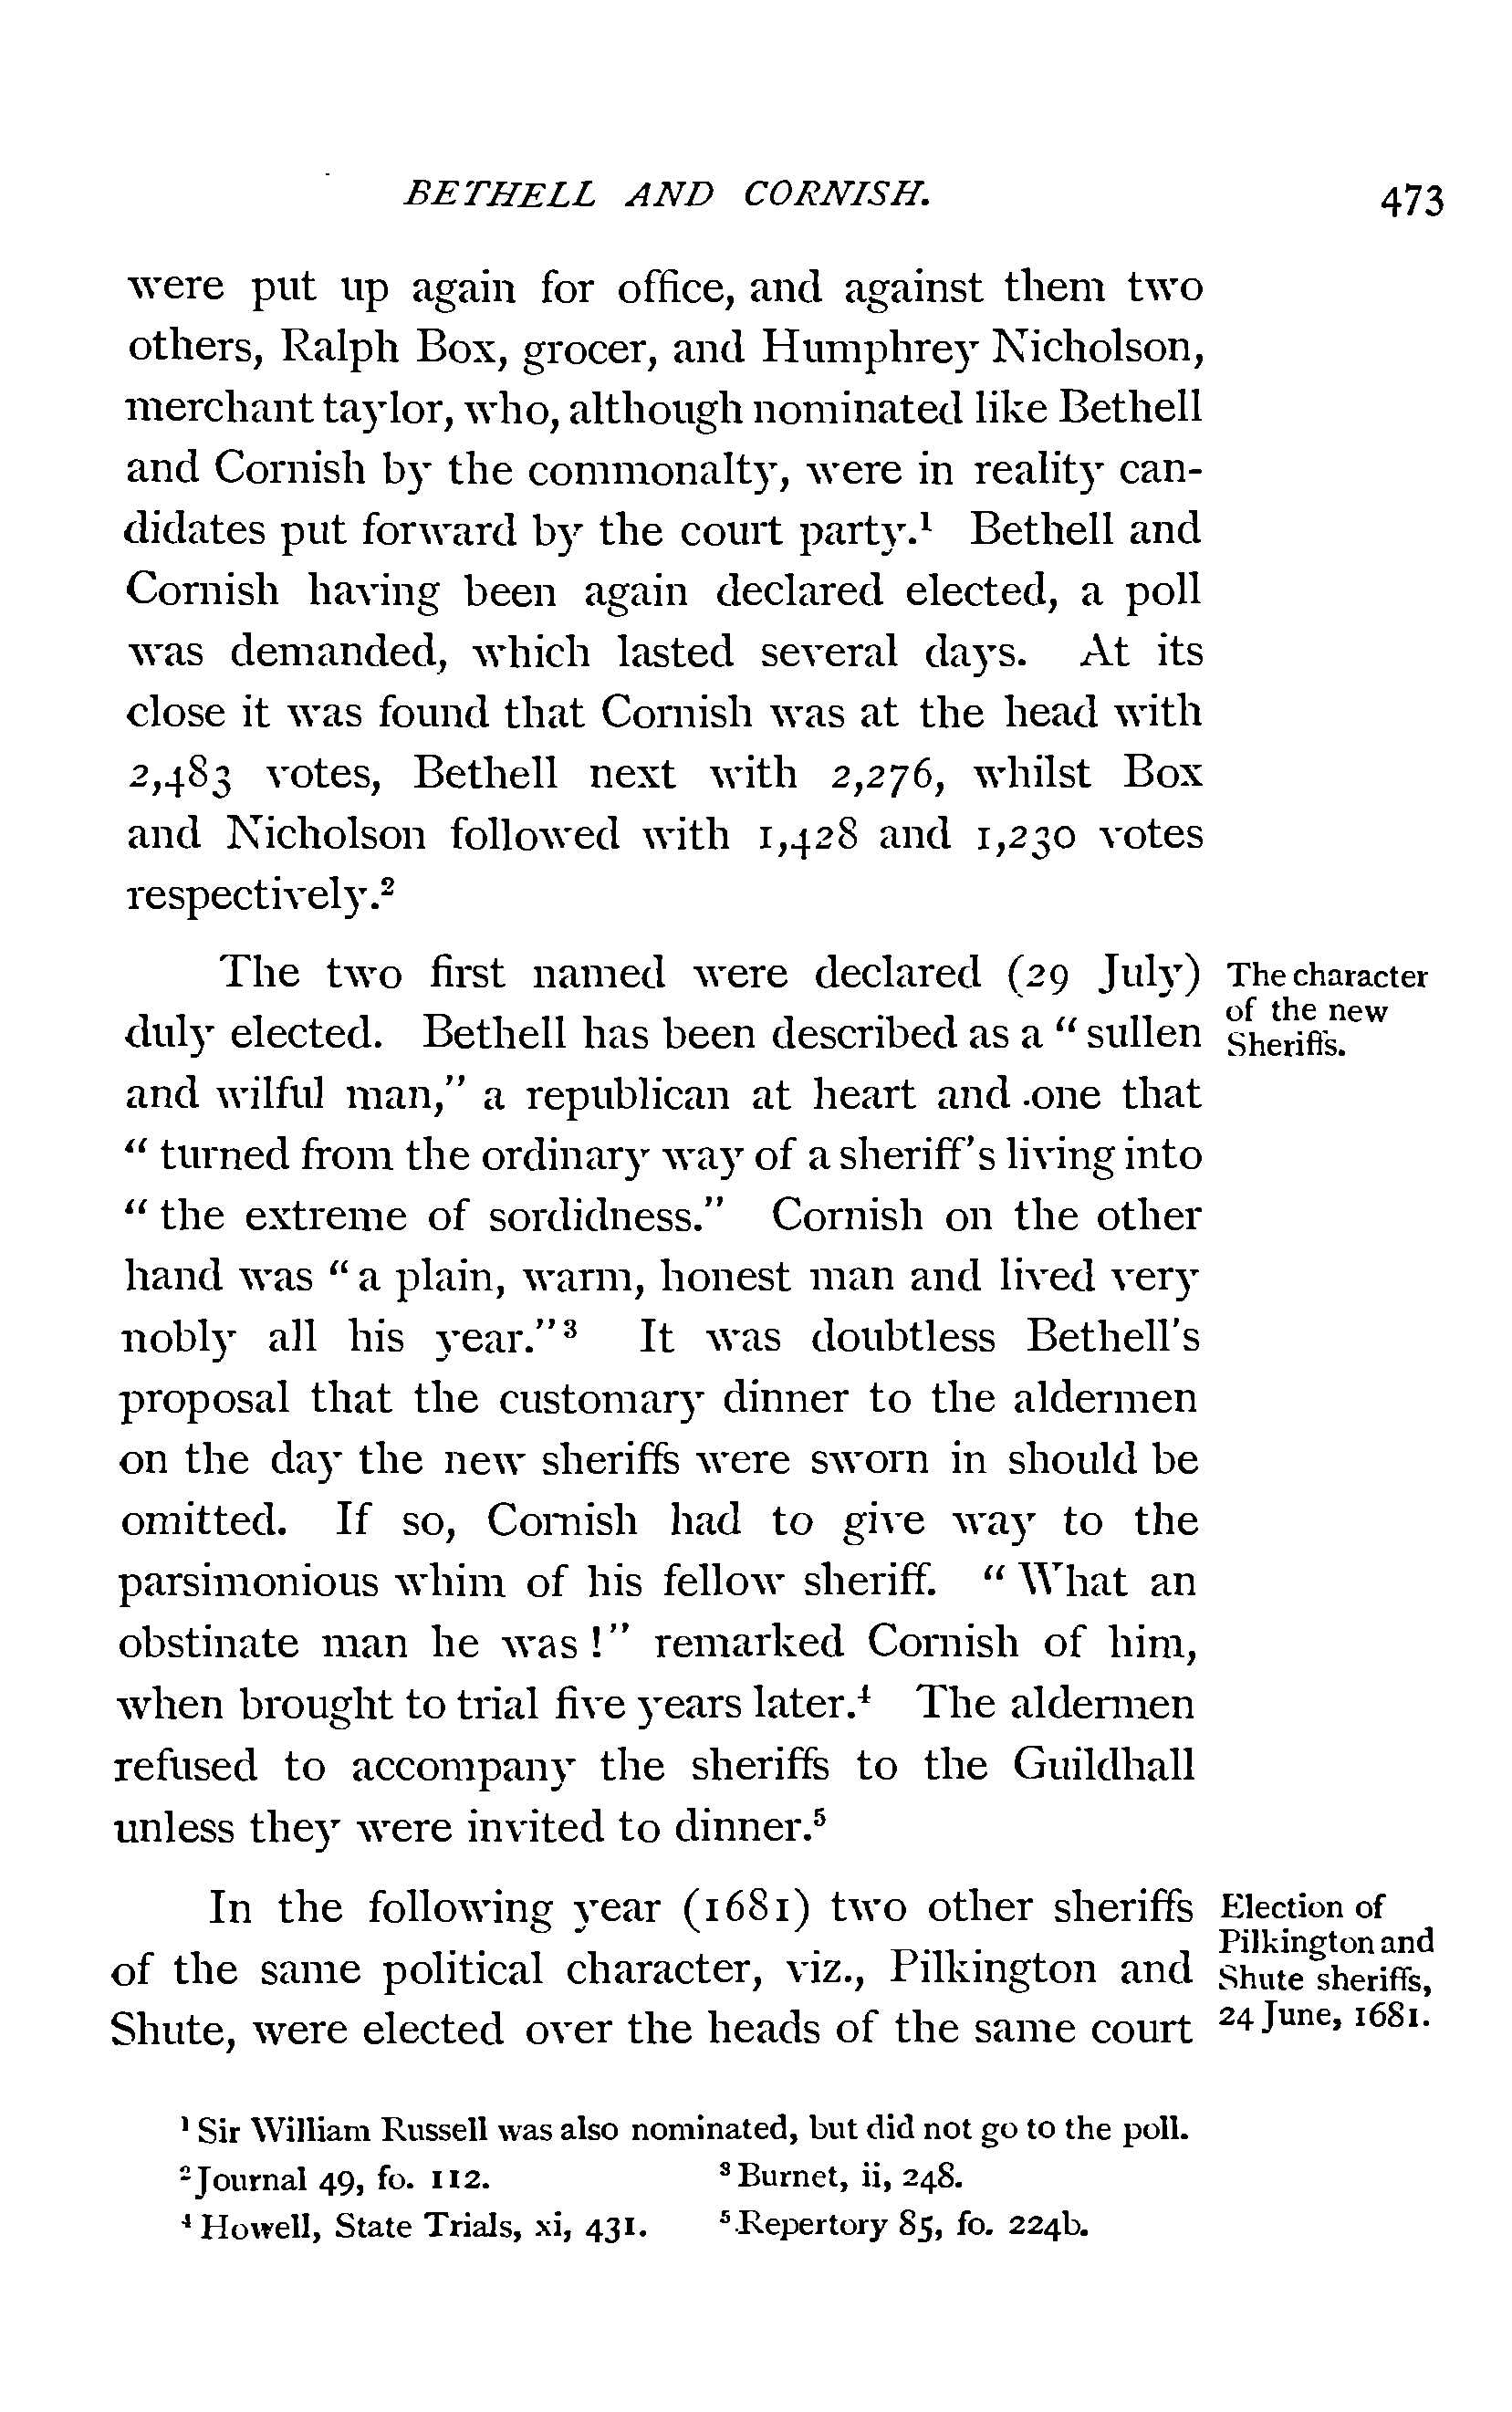 BETHELL AND CORNISH. 473
were put up again for office, and against them two
others, Ralph Box, grocer, and Humphrey Nicholson,
merchant taylor, who, although nominated like Bethell
and Cornish by the commonalty, were in reality can-
didates put forward by the court party.¹ Bethell and
Cornish having been again declared elected, a poll
was demanded, which lasted several days. At its
close it was found that Cornish was at the head with
2,483 votes, Bethell next with 2,276, whilst Box
and Nicholson followed with 1,428 and 1,230 votes
respectively.²
The two first named were declared (29 July)
duly elected. Bethell has been described as a “ sullen
and wilful man,” a republican at heart and one that
“ turned from the ordinary way of a sheriff's living into
“ the extreme of sordidness.” Cornish on the other
hand was “ a plain, warm, honest man and lived very
nobly all his year.”³ It was doubtless Bethell's
proposal that the customary dinner to the aldermen
on the day the new sheriffs were sworn in should be
omitted. If so, Cornish had to give way to the
parsimonious whim of his fellow sheriff. “ What an
obstinate man he was !” remarked Cornish of him,
when brought to trial five years later.⁴ The aldermen
refused to accompany the sheriffs to the Guildhall
unless they were invited to dinner.⁵
The character
of the new
Sheriffs.
In the following year (1681) two other sheriffs
of the same political character, viz., Pilkington and
Shute, were elected over the heads of the same court
Election of
Pilkington and
Shute sheriffs,
24 June, 1681.
¹ Sir William Russell was also nominated, but did not go to the poll.
² Journal 49, fo. 112. ³ Burnet, ii, 248.
⁴ Howell, State Trials, xi, 431. ⁵ Repertory 85, fo. 224b.